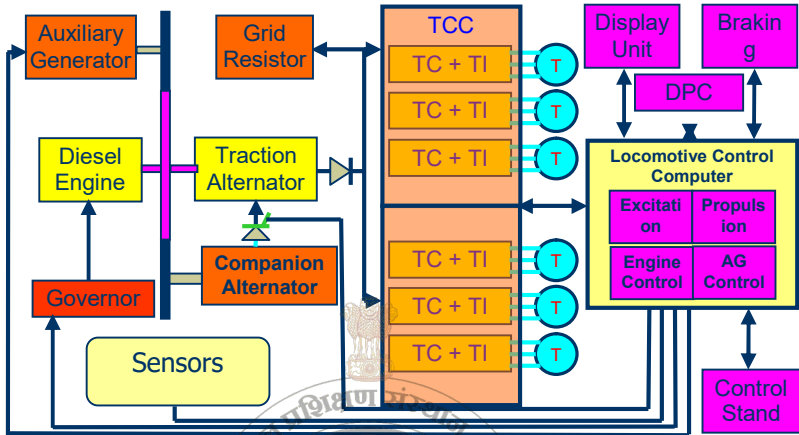 Auxiliary
Generator
Grid
Resistor
TCC
TC + TI
T
TC + TI
T
TC + TI
T
TC + TI
T
TC + TI
T
TC + TI
T
Display
Unit
Brakin
g
DPC
Diesel
Engine
Traction
Alternator
Companion
Alternator
Governor
Sensors
Locomotive Control
Computer
Excitati
on
Propuls
ion
Engine
Control
AG
Control
Control
Stand